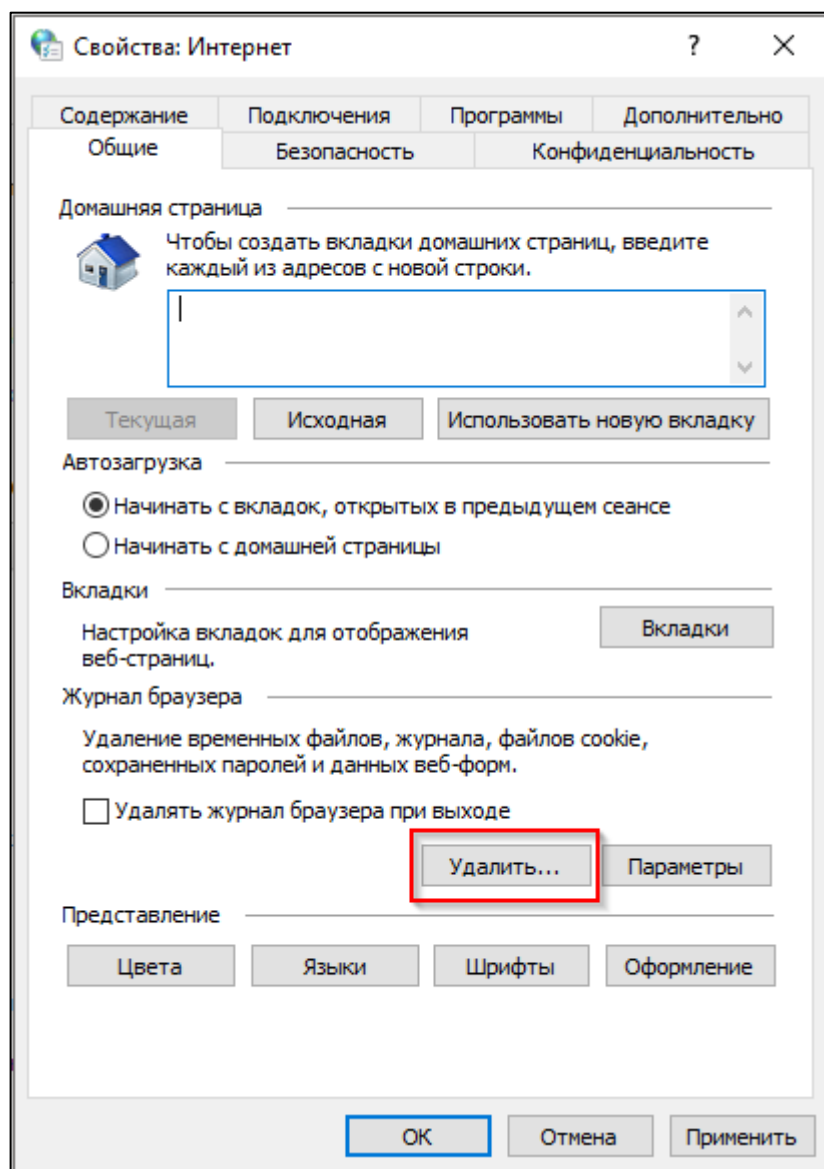 Свойства: Интернет ?
Содержание Подключения Программы Дополнительно
Общие Безопасность Конфиденциальность
Домашняя страница
Чтобы создать вкладки домашних страниц, введите
каждый из адресов с новой строки.
Текущая Исходная Использовать новую вкладку
Автозагрузка
Начинать с вкладок, открытых в предыдущем сеансе
Начинать с домашней страницы
Вкладки
Настройка вкладок для отображения
веб-страниц.
Вкладки
Журнал браузера
Удаление временных файлов, журнала, файлов cookie,
сохраненных паролей и данных веб-форм.
Удалять журнал браузера при выходе
Удалить... Параметры
Представление
Цвета Языки Шрифты Оформление
ОК Отмена Применить